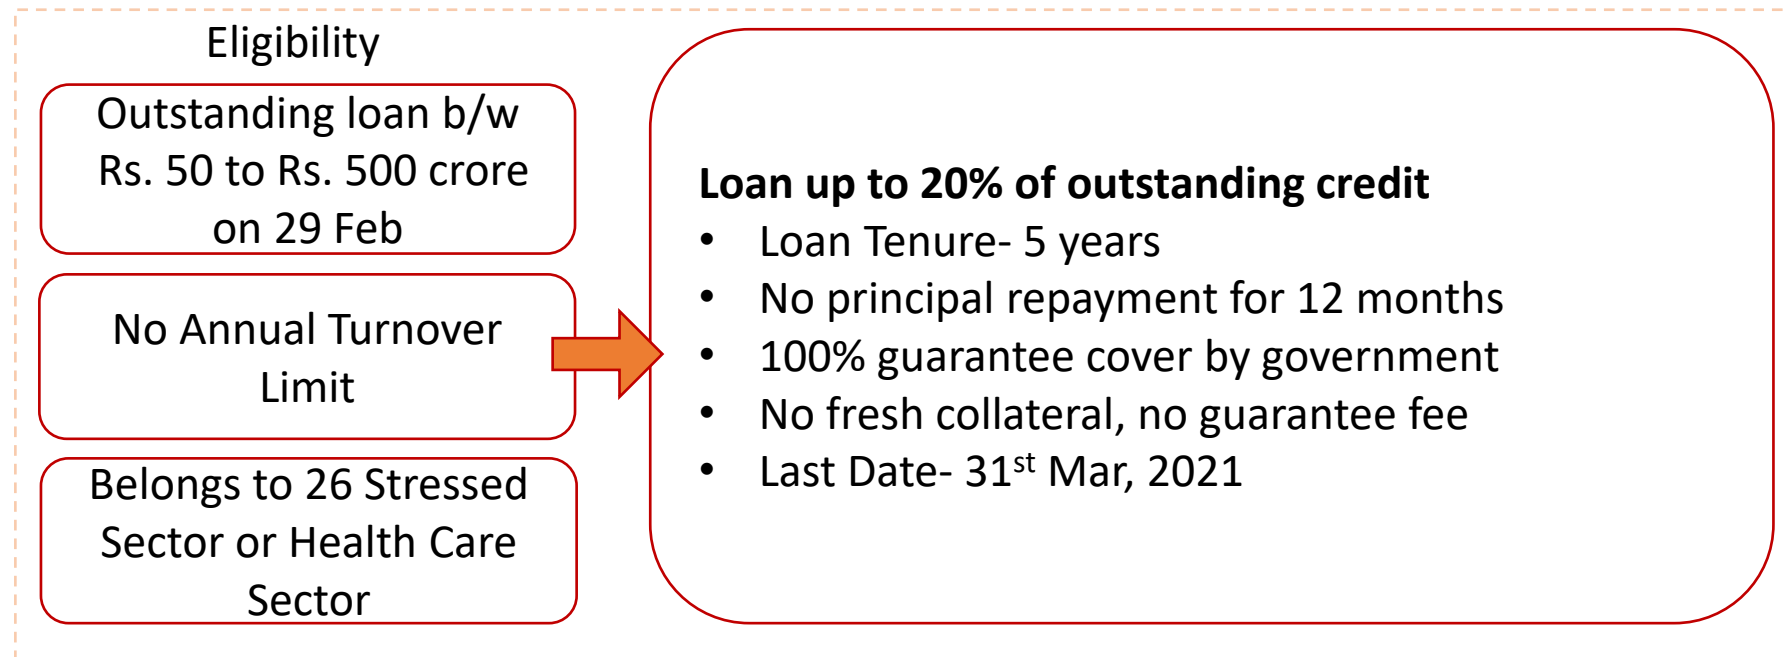 Eligibility
Outstanding loan b/w
Rs. 50 to Rs. 500 crore
on 29 Feb
No Annual Turnover
Limit
Belongs to 26 Stressed
Sector or Health Care
Sector
Loan up to 20% of outstanding credit
• Loan Tenure- 5 years
• No principal repayment for 12 months
• 100% guarantee cover by government
• No fresh collateral, no guarantee fee
• Last Date- 31st Mar, 2021